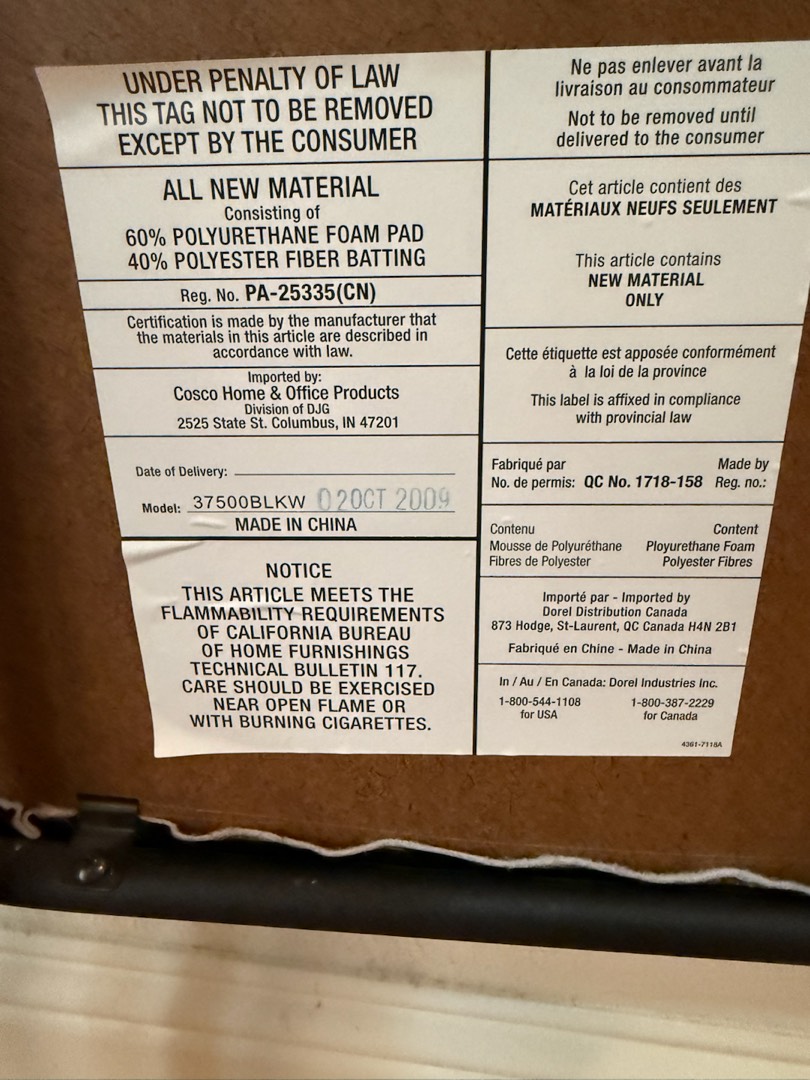 UNDER PENALTY OF LAW
THIS TAG NOT TO BE REMOVED
EXCEPT BY THE CONSUMER
ALL NEW MATERIAL
Consisting of
60% POLYURETHANE FOAM PAD
40% POLYESTER FIBER BATTING
Reg. No. PA-25335(CN)
Certification is made by the manufacturer that
the materials in this article are described in
accordance with law.
Imported by:
Cosco Home & Office Products
Division of DJG
2525 State St. Columbus, IN 47201
Date of Delivery:
Model: 37500BLKW 02OCT 2009
MADE IN CHINA
NOTICE
THIS ARTICLE MEETS THE
FLAMMABILITY REQUIREMENTS
OF CALIFORNIA BUREAU
OF HOME FURNISHINGS
TECHNICAL BULLETIN 117.
CARE SHOULD BE EXERCISED
NEAR OPEN FLAME OR
WITH BURNING CIGARETTES.
Ne pas enlever avant la
livraison au consommateur
Not to be removed until
delivered to the consumer
Cet article contient des
MATÉRIAUX NEUFS SEULEMENT
This article contains
NEW MATERIAL
ONLY
Cette étiquette est apposée conformément
à la loi de la province
This label is affixed in compliance
with provincial law
Fabriqué par Made by
No. de permis: QC No. 1718-158 Reg. no.:
Contenu Content
Mousse de Polyuréthane Ployurethane Foam
Fibres de Polyester Polyester Fibres
Importé par - Imported by
Dorel Distribution Canada
873 Hodge, St-Laurent, QC Canada H4N 2B1
Fabriqué en Chine - Made in China
In / Au / En Canada: Dorel Industries Inc.
1-800-544-1108 1-800-387-2229
for USA for Canada
4361-7118A